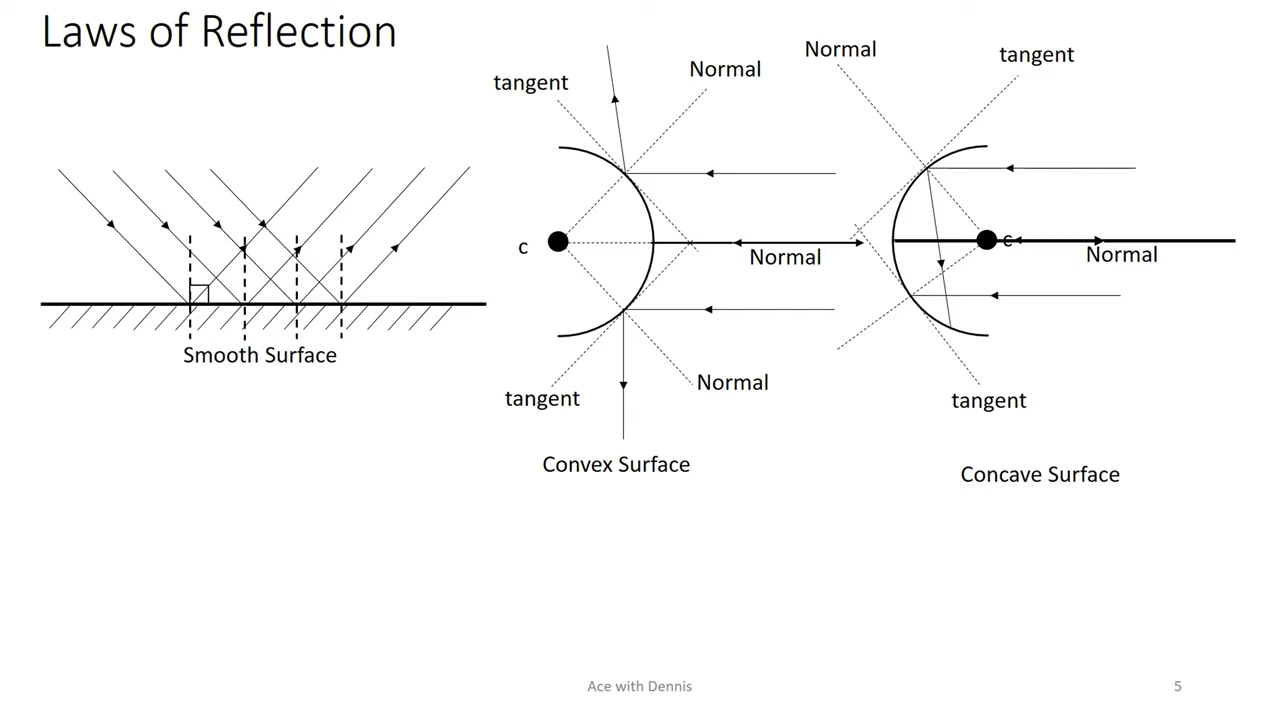 Laws of Reflection
Normal
tangent
Normal
tangent
c
Normal
c
Normal
Smooth Surface
tangent
Normal
tangent
Convex Surface
Concave Surface
Ace with Dennis
5